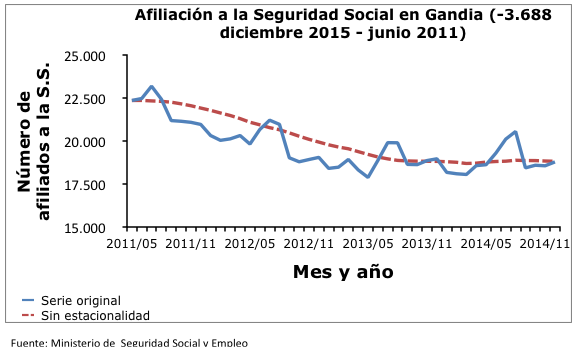 Afiliación a la Seguridad Social en Gandia (-3.688
diciembre 2015 - junio 2011)
25.000
22.500
20.000
17.500
15.000
Número de
afiliados a la S.S.
2011/05 2011/11 2012/05 2012/11 2013/05 2013/11 2014/05 2014/11
Mes y año
Serie original
Sin estacionalidad
Fuente: Ministerio de Seguridad Social y Empleo